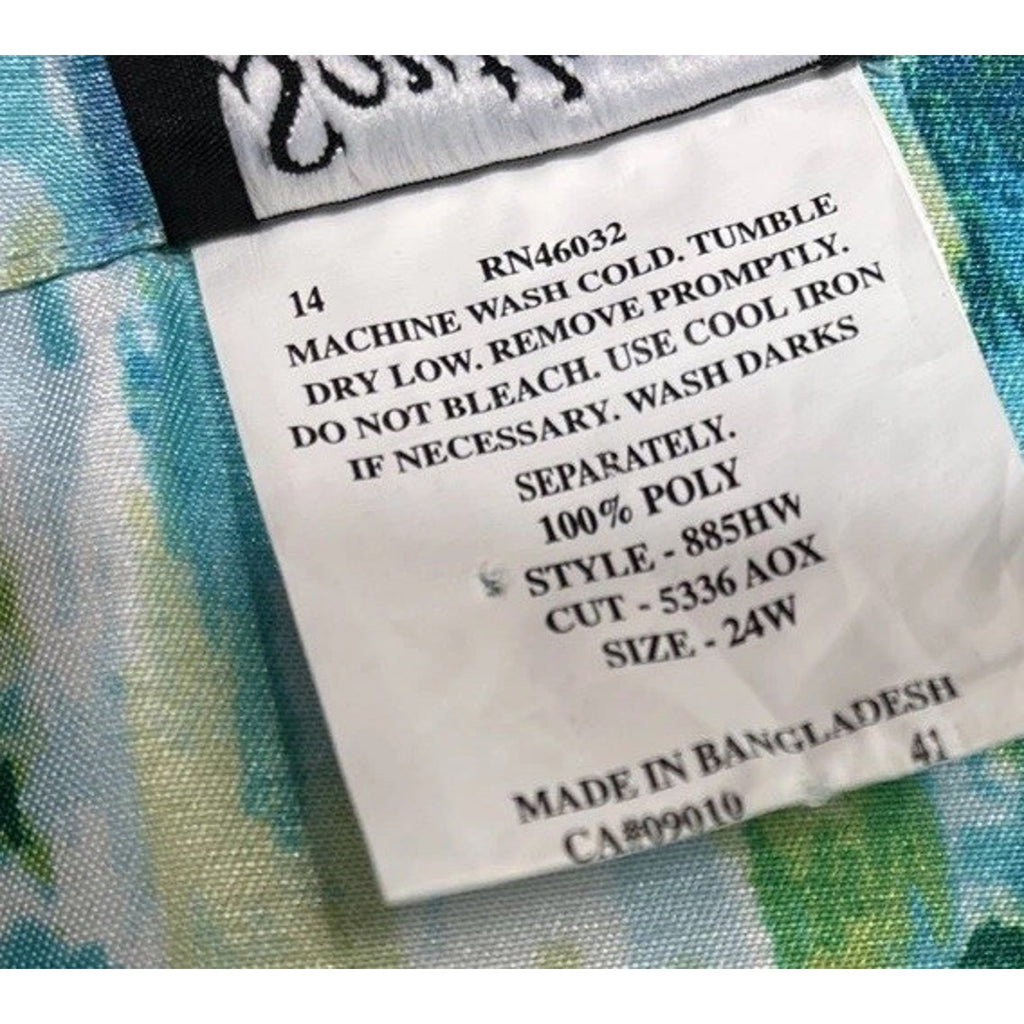 14
RN46032
MACHINE WASH COLD. TUMBLE
DRY LOW. REMOVE PROMPTLY.
DO NOT BLEACH. USE COOL IRON
IF NECESSARY. WASH DARKS
SEPARATELY.
100% POLY
STYLE - 885HW
CUT - 5336 AOX
SIZE - 24W
MADE IN BANGLADESH
41
CA#09010